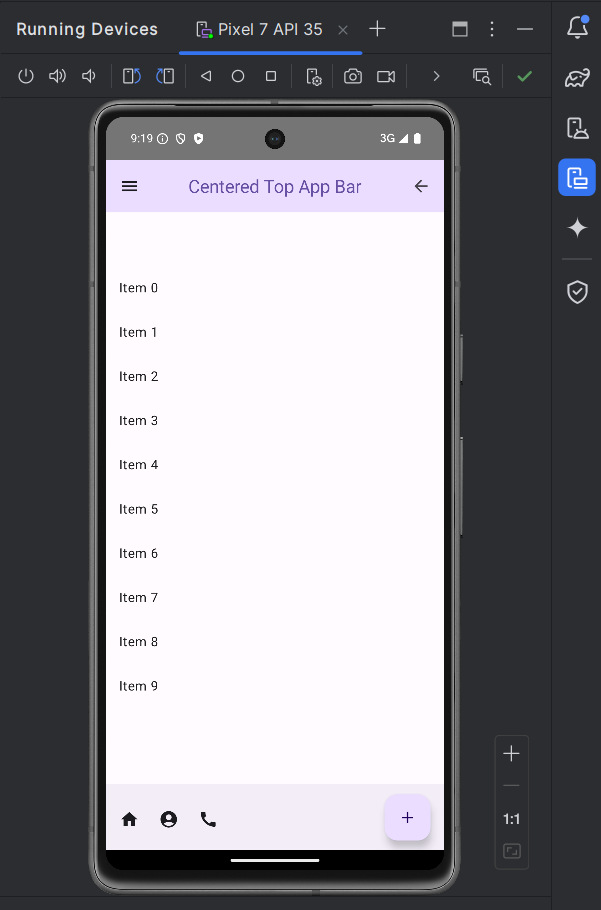 Running Devices
Pixel 7 API 35
9:19
3G
Centered Top App Bar
Item 0
Item 1
Item 2
Item 3
Item 4
Item 5
Item 6
Item 7
Item 8
Item 9
1:1